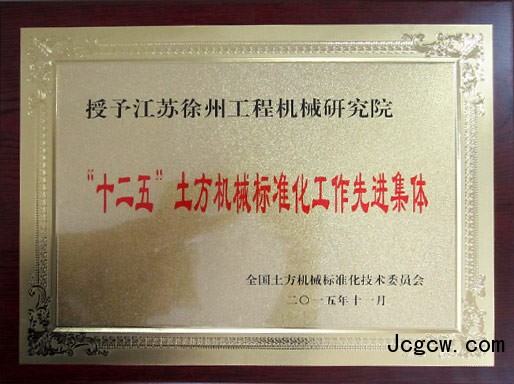 授予江苏徐州工程机械研究院
“十二五”土方机械标准化工作先进集体
全国土方机械标准化技术委员会
二〇一五年十一月
Jcgcw.com